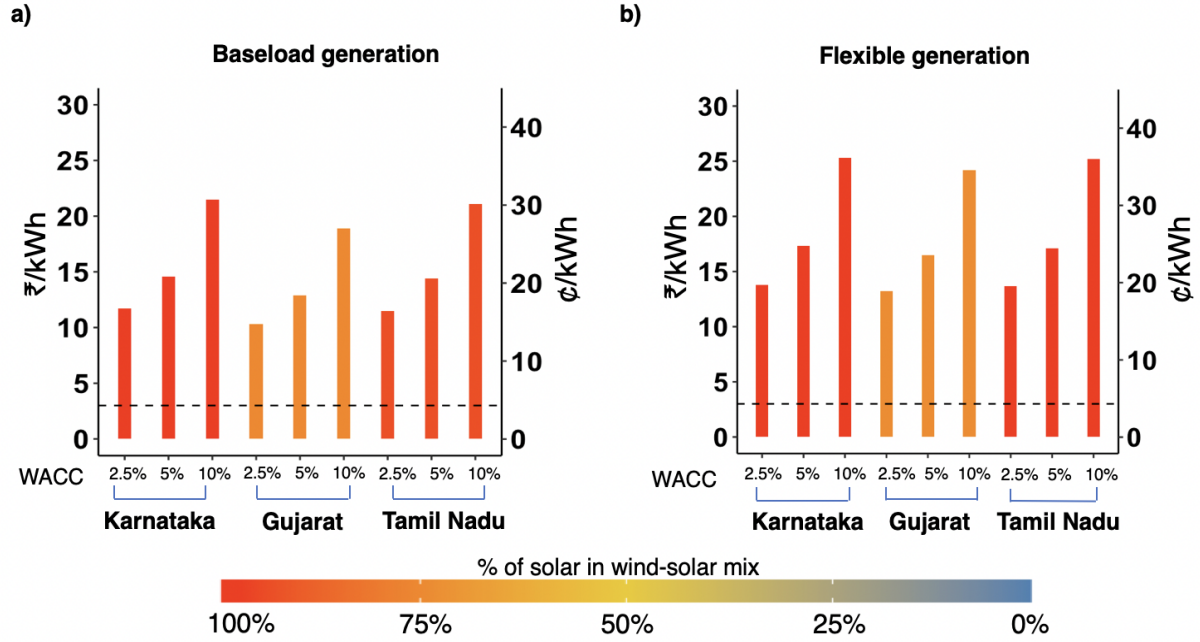 a)
Baseload generation
30
25
20
15
10
5
0
₹/kWh
40
30
20
10
0
¢/kWh
WACC
2.5% 5% 10% 2.5% 5% 10% 2.5% 5% 10%
Karnataka Gujarat Tamil Nadu
b)
Flexible generation
30
25
20
15
10
5
0
₹/kWh
40
30
20
10
0
¢/kWh
WACC
2.5% 5% 10% 2.5% 5% 10% 2.5% 5% 10%
Karnataka Gujarat Tamil Nadu
% of solar in wind-solar mix
100% 75% 50% 25% 0%